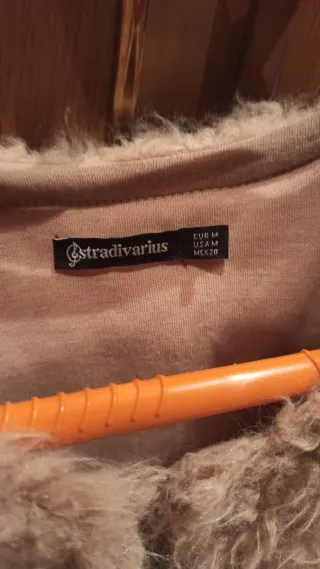 stradivarius
EUR M
USA M
MEX 28